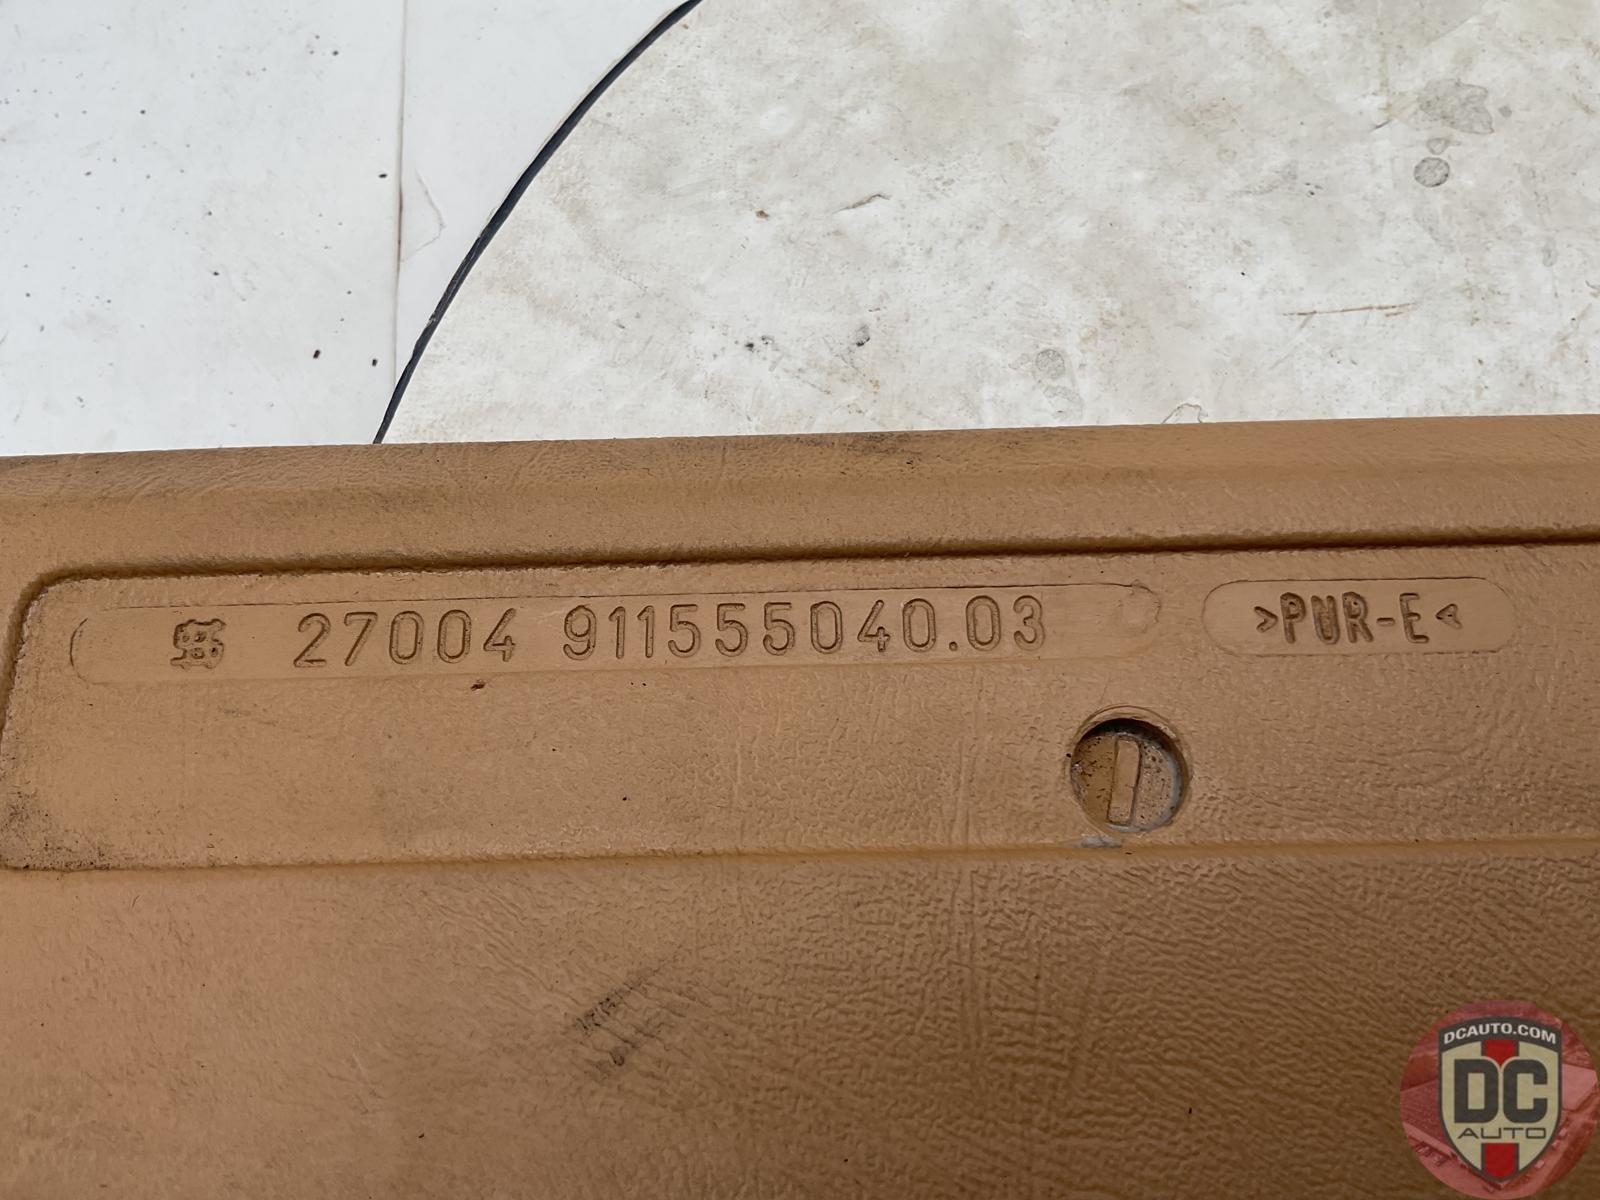 27004 911555040.03
>PUR-E<
DCAUTO.COM
DC
AUTO